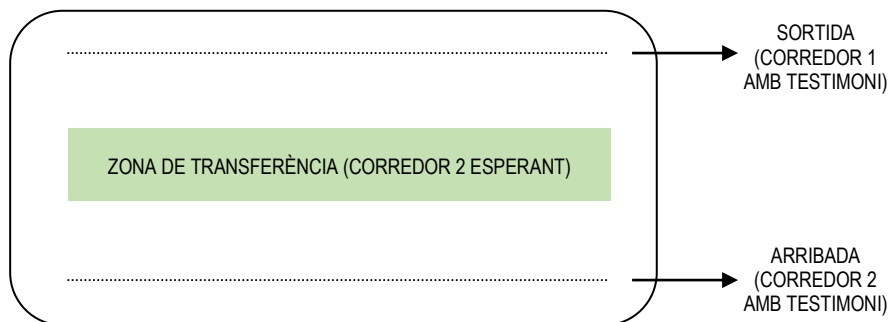 SORTIDA
(CORREDOR 1
AMB TESTIMONI)
ZONA DE TRANSFERÈNCIA (CORREDOR 2 ESPERANT)
ARRIBADA
(CORREDOR 2
AMB TESTIMONI)